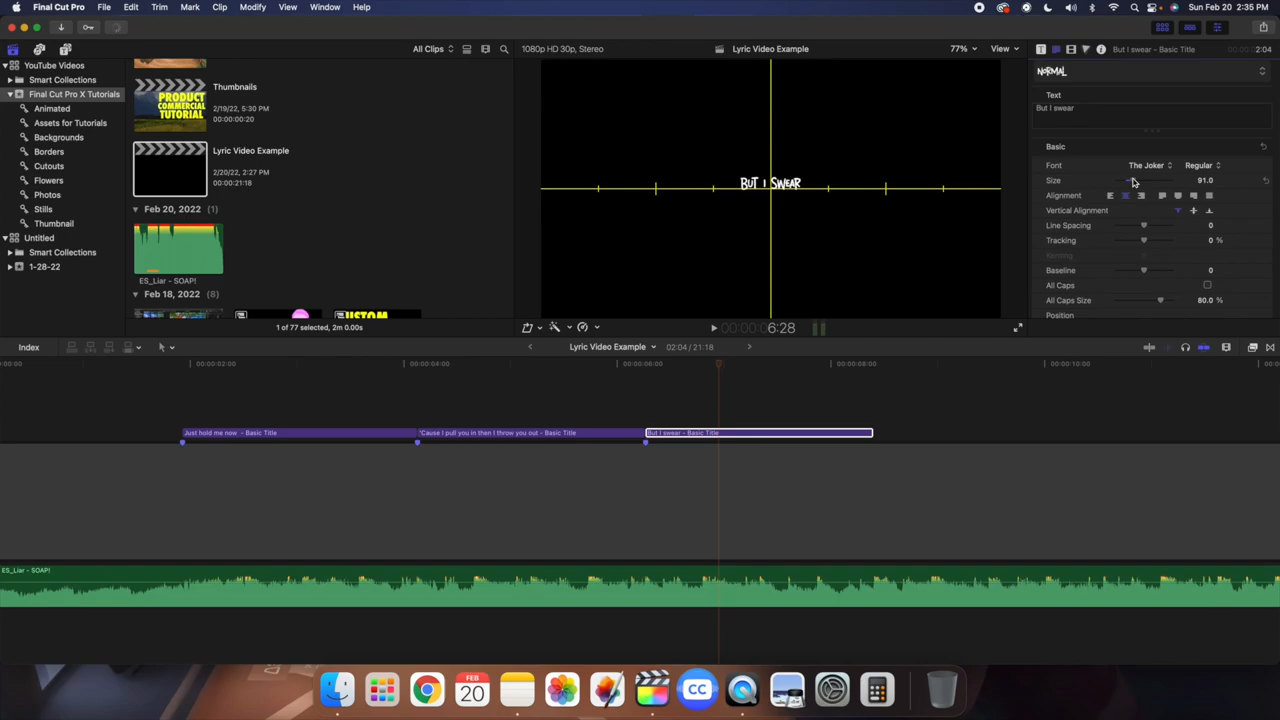 Final Cut Pro File Edit Trim Mark Clip Modify View Window Help Sun Feb 20 2:35 PM
All Clips 1080p HD 30p, Stereo Lyric Video Example 77% View But I swear - Basic Title 2:04
YouTube Videos
Smart Collections
Final Cut Pro X Tutorials
Animated
Assets for Tutorials
Backgrounds
Borders
Cutouts
Flowers
Photos
Stills
Thumbnail
Untitled
Smart Collections
1-28-22
PRODUCT
COMMERCIAL
TUTORIAL
Thumbnails
2/19/22, 5:30 PM
00:00:00:20
Lyric Video Example
2/20/22, 2:27 PM
00:00:21:18
Feb 20, 2022 (1)
ES_Liar - SOAP!
Feb 18, 2022 (8)
1 of 77 selected, 2m 0.00s
BUT I SWEAR
6:28
NORMAL
Text
But I swear
Basic
Font The Joker Regular
Size 91.0
Alignment
Vertical Alignment
Line Spacing 0
Tracking 0 %
Kerning
Baseline 0
All Caps
All Caps Size 80.0 %
Position
Index Lyric Video Example 02:04 / 21:18
00:00:02:00 00:00:04:00 00:00:06:00 00:00:08:00 00:00:10:00
Just hold me now - Basic Title 'Cause I pull you in then I throw you out - Basic Title But I swear - Basic Title
ES_Liar - SOAP!
FEB
20
CC